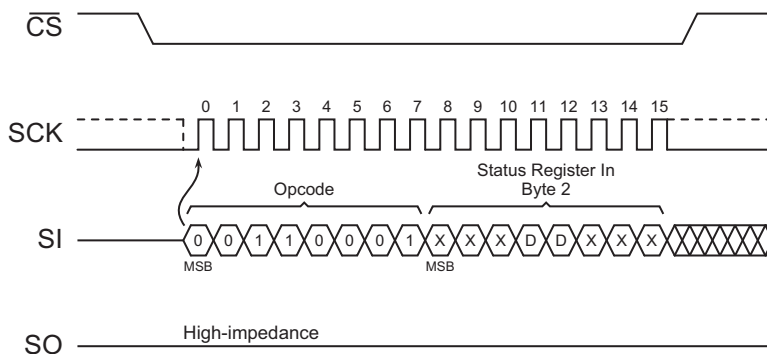 CS
0 1 2 3 4 5 6 7 8 9 10 11 12 13 14 15
SCK
Status Register In
Opcode Byte 2
SI 0 0 1 1 0 0 0 1 X X X D D X X X
MSB MSB
High-impedance
SO